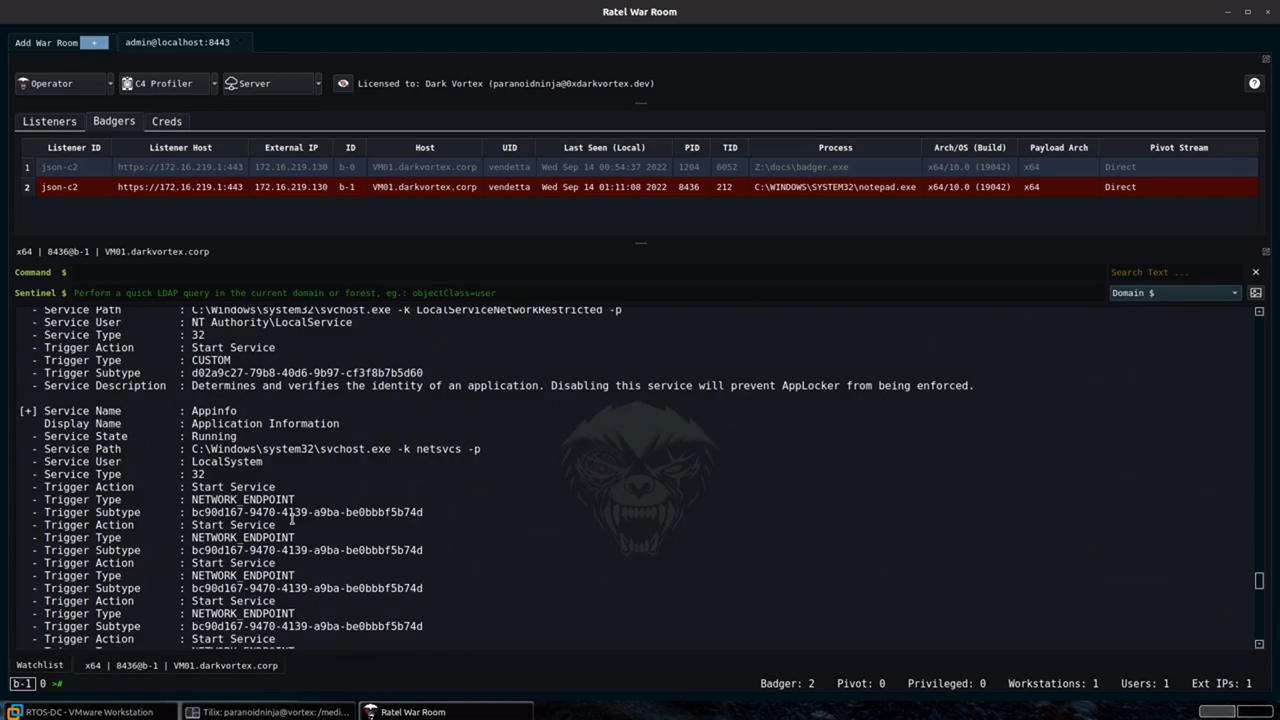 Ratel War Room
Add War Room + admin@localhost:8443
Operator C4 Profiler Server Licensed to: Dark Vortex (paranoidninja@0xdarkvortex.dev) ?
Listeners Badgers Creds
Listener ID Listener Host External IP ID Host UID Last Seen (Local) PID TID Process Arch/OS (Build) Payload Arch Pivot Stream
1 json-c2 https://172.16.219.1:443 172.16.219.130 b-0 VM01.darkvortex.corp vendetta Wed Sep 14 00:54:37 2022 1204 6052 Z:\docs\badger.exe x64/10.0 (19042) x64 Direct
2 json-c2 https://172.16.219.1:443 172.16.219.130 b-1 VM01.darkvortex.corp vendetta Wed Sep 14 01:11:08 2022 8436 212 C:\WINDOWS\SYSTEM32\notepad.exe x64/10.0 (19042) x64 Direct
x64 | 8436@b-1 | VM01.darkvortex.corp
Command $ Search Text ...
Sentinel $ Perform a quick LDAP query in the current domain or forest, eg.: objectClass=user Domain $
- Service Path : C:\Windows\system32\svchost.exe -k LocalServiceNetworkRestricted -p
- Service User : NT Authority\LocalService
- Service Type : 32
- Trigger Action : Start Service
- Trigger Type : CUSTOM
- Trigger Subtype : d02a9c27-79b8-40d6-9b97-cf3f8b7b5d60
- Service Description : Determines and verifies the identity of an application. Disabling this service will prevent AppLocker from being enforced.
[+] Service Name : Appinfo
Display Name : Application Information
- Service State : Running
- Service Path : C:\Windows\system32\svchost.exe -k netsvcs -p
- Service User : LocalSystem
- Service Type : 32
- Trigger Action : Start Service
- Trigger Type : NETWORK_ENDPOINT
- Trigger Subtype : bc90d167-9470-4139-a9ba-be0bbbf5b74d
- Trigger Action : Start Service
- Trigger Type : NETWORK_ENDPOINT
- Trigger Subtype : bc90d167-9470-4139-a9ba-be0bbbf5b74d
- Trigger Action : Start Service
- Trigger Type : NETWORK_ENDPOINT
- Trigger Subtype : bc90d167-9470-4139-a9ba-be0bbbf5b74d
- Trigger Action : Start Service
- Trigger Type : NETWORK_ENDPOINT
- Trigger Subtype : bc90d167-9470-4139-a9ba-be0bbbf5b74d
- Trigger Action : Start Service
Watchlist x64 | 8436@b-1 | VM01.darkvortex.corp
b-1 0 ># Badger: 2 Pivot: 0 Privileged: 0 Workstations: 1 Users: 1 Ext IPs: 1
RTOS-DC - VMware Workstation Tilix: paranoidninja@vortex: /medi... Ratel War Room